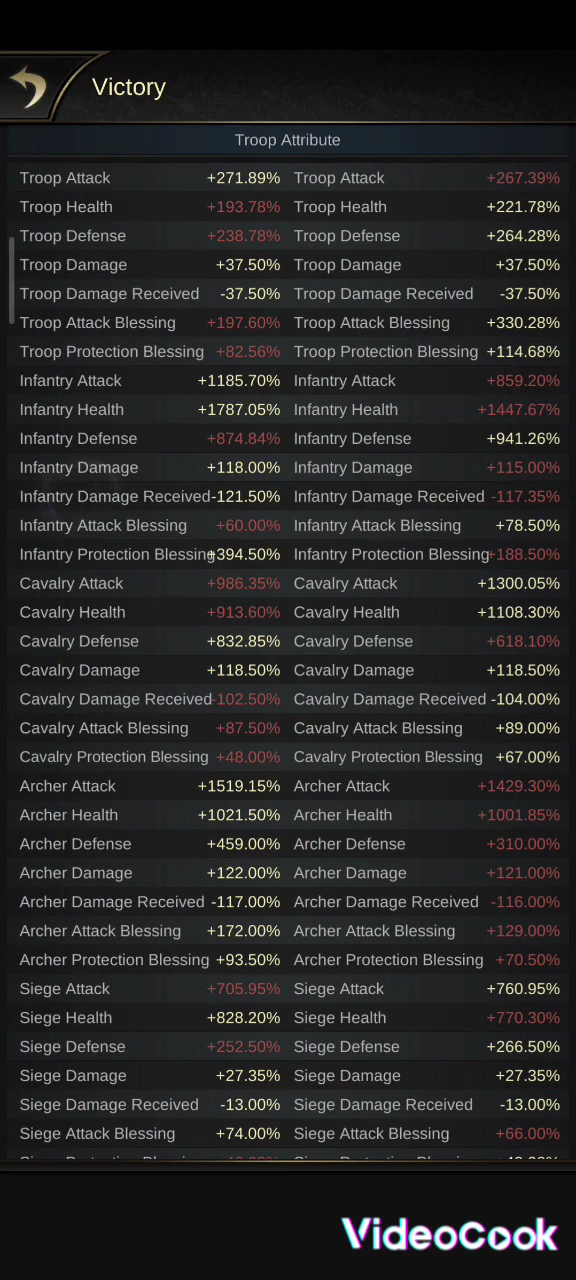 Victory
Troop Attribute
Troop Attack +271.89% Troop Attack +267.39%
Troop Health +193.78% Troop Health +221.78%
Troop Defense +238.78% Troop Defense +264.28%
Troop Damage +37.50% Troop Damage +37.50%
Troop Damage Received -37.50% Troop Damage Received -37.50%
Troop Attack Blessing +197.60% Troop Attack Blessing +330.28%
Troop Protection Blessing +82.56% Troop Protection Blessing +114.68%
Infantry Attack +1185.70% Infantry Attack +859.20%
Infantry Health +1787.05% Infantry Health +1447.67%
Infantry Defense +874.84% Infantry Defense +941.26%
Infantry Damage +118.00% Infantry Damage +115.00%
Infantry Damage Received -121.50% Infantry Damage Received -117.35%
Infantry Attack Blessing +60.00% Infantry Attack Blessing +78.50%
Infantry Protection Blessing +394.50% Infantry Protection Blessing +188.50%
Cavalry Attack +986.35% Cavalry Attack +1300.05%
Cavalry Health +913.60% Cavalry Health +1108.30%
Cavalry Defense +832.85% Cavalry Defense +618.10%
Cavalry Damage +118.50% Cavalry Damage +118.50%
Cavalry Damage Received -102.50% Cavalry Damage Received -104.00%
Cavalry Attack Blessing +87.50% Cavalry Attack Blessing +89.00%
Cavalry Protection Blessing +48.00% Cavalry Protection Blessing +67.00%
Archer Attack +1519.15% Archer Attack +1429.30%
Archer Health +1021.50% Archer Health +1001.85%
Archer Defense +459.00% Archer Defense +310.00%
Archer Damage +122.00% Archer Damage +121.00%
Archer Damage Received -117.00% Archer Damage Received -116.00%
Archer Attack Blessing +172.00% Archer Attack Blessing +129.00%
Archer Protection Blessing +93.50% Archer Protection Blessing +70.50%
Siege Attack +705.95% Siege Attack +760.95%
Siege Health +828.20% Siege Health +770.30%
Siege Defense +252.50% Siege Defense +266.50%
Siege Damage +27.35% Siege Damage +27.35%
Siege Damage Received -13.00% Siege Damage Received -13.00%
Siege Attack Blessing +74.00% Siege Attack Blessing +66.00%
VideoCook